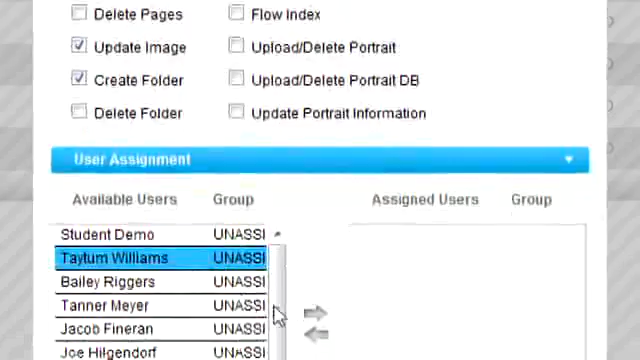 Delete Pages Flow Index
Update Image Upload/Delete Portrait
Create Folder Upload/Delete Portrait DB
Delete Folder Update Portrait Information
User Assignment
Available Users Group Assigned Users Group
Student Demo UNASSI
Taytum Williams UNASSI
Bailey Riggers UNASSI
Tanner Meyer UNASSI
Jacob Fineran UNASSI
Joe Hilgendorf UNASSI